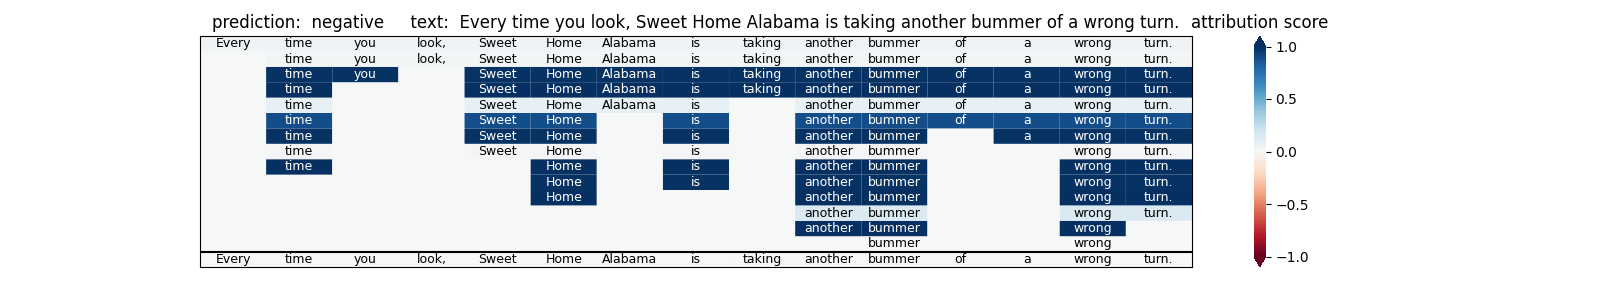 prediction:  negative     text:  Every time you look, Sweet Home Alabama is taking another bummer of a wrong turn.  attribution score
Every time you look, Sweet Home Alabama is taking another bummer of a wrong turn.
time you look, Sweet Home Alabama is taking another bummer of a wrong turn.
time you Sweet Home Alabama is taking another bummer of a wrong turn.
time Sweet Home Alabama is taking another bummer of a wrong turn.
time Sweet Home Alabama is another bummer of a wrong turn.
time Sweet Home is another bummer of a wrong turn.
time Sweet Home is another bummer a wrong turn.
time Sweet Home is another bummer wrong turn.
time Home is another bummer wrong turn.
Home is another bummer wrong turn.
Home another bummer wrong turn.
another bummer wrong turn.
another bummer wrong
bummer wrong
Every time you look, Sweet Home Alabama is taking another bummer of a wrong turn.
1.0
0.5
0.0
−0.5
−1.0